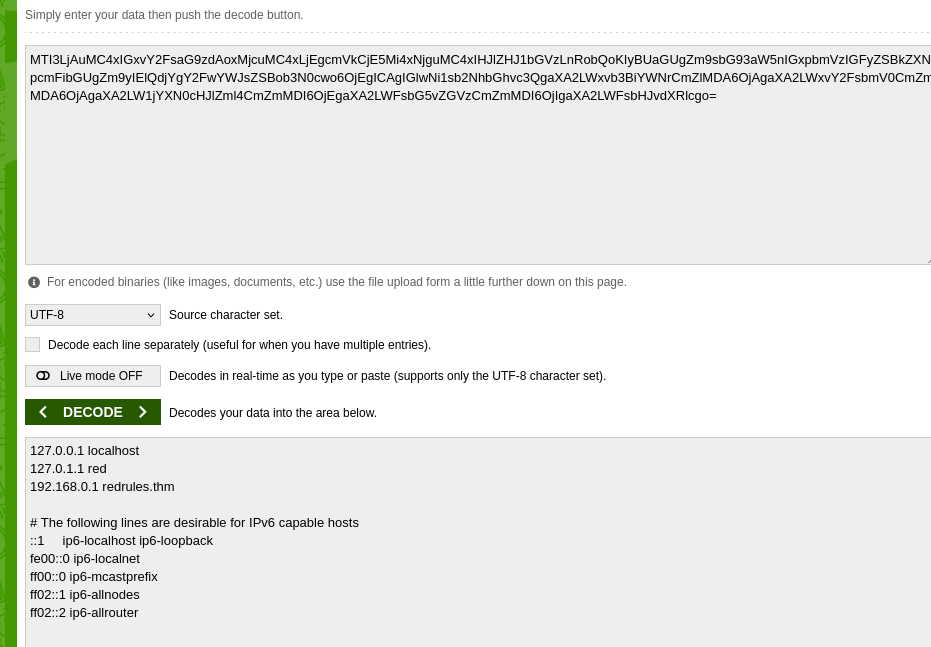 Simply enter your data then push the decode button.
MTI3LjAuMC4xIGxvY2FsaG9zdAoxMjcuMC4xLjEgcmVkCjE5Mi4xNjguMC4xIHJlZHJ1bGVzLnRobQoKIyBUaGUgZm9sbG93aW5nIGxpbmVzIGFyZSBkZXN
pcmFibGUgZm9yIElQdjYgY2FwYWJsZSBob3N0cwo6OjEgICAgIGlwNi1sb2NhbGhvc3QgaXA2LWxvb3BiYWNrCmZlMDA6OjAgaXA2LWxvY2FsbmV0CmZm
MDA6OjAgaXA2LW1jYXN0cHJlZml4CmZmMDI6OjEgaXA2LWFsbG5vZGVzCmZmMDI6OjIgaXA2LWFsbHJvdXRlcgo=
For encoded binaries (like images, documents, etc.) use the file upload form a little further down on this page.
UTF-8 Source character set.
Decode each line separately (useful for when you have multiple entries).
Live mode OFF Decodes in real-time as you type or paste (supports only the UTF-8 character set).
DECODE Decodes your data into the area below.
127.0.0.1 localhost
127.0.1.1 red
192.168.0.1 redrules.thm
# The following lines are desirable for IPv6 capable hosts
::1     ip6-localhost ip6-loopback
fe00::0 ip6-localnet
ff00::0 ip6-mcastprefix
ff02::1 ip6-allnodes
ff02::2 ip6-allrouter